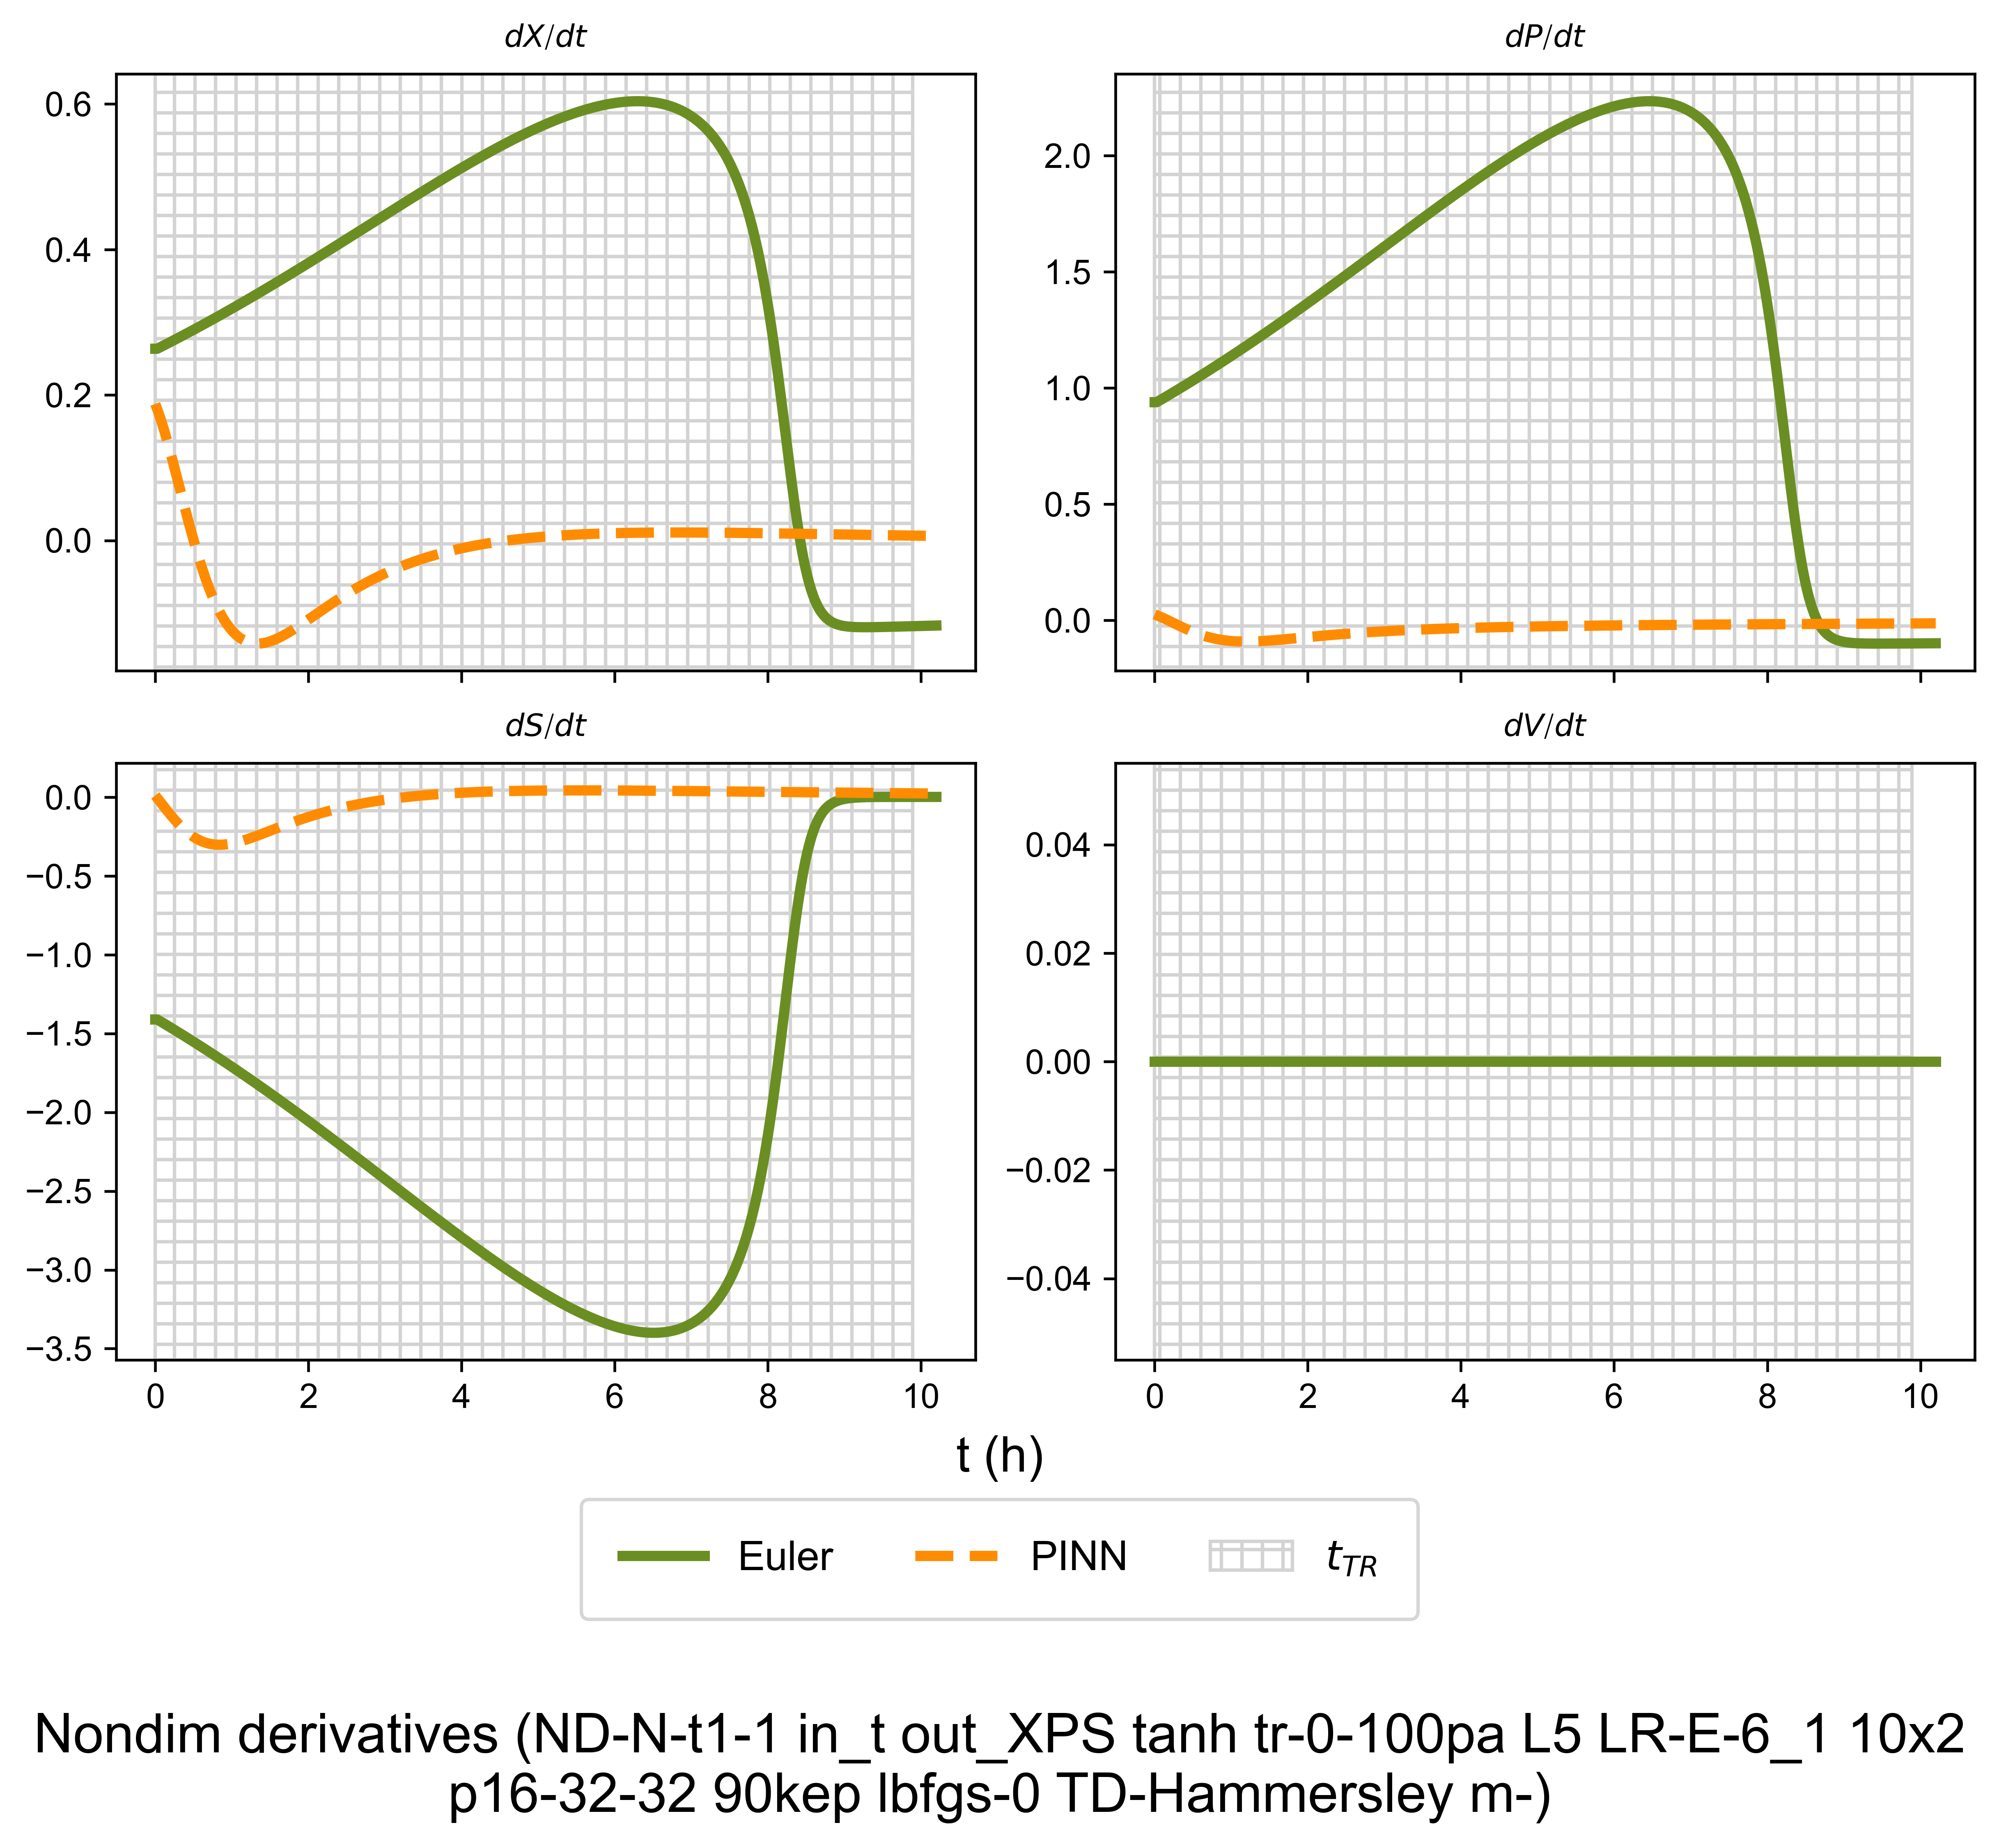 dX/dt
dP/dt
0.6
0.4
0.2
0.0
2.0
1.5
1.0
0.5
0.0
dS/dt
dV/dt
0.0
−0.5
−1.0
−1.5
−2.0
−2.5
−3.0
−3.5
0.04
0.02
0.00
−0.02
−0.04
0 2 4 6 8 10
0 2 4 6 8 10
t (h)
Euler PINN t_TR
Nondim derivatives (ND-N-t1-1 in_t out_XPS tanh tr-0-100pa L5 LR-E-6_1 10x2
p16-32-32 90kep lbfgs-0 TD-Hammersley m-)